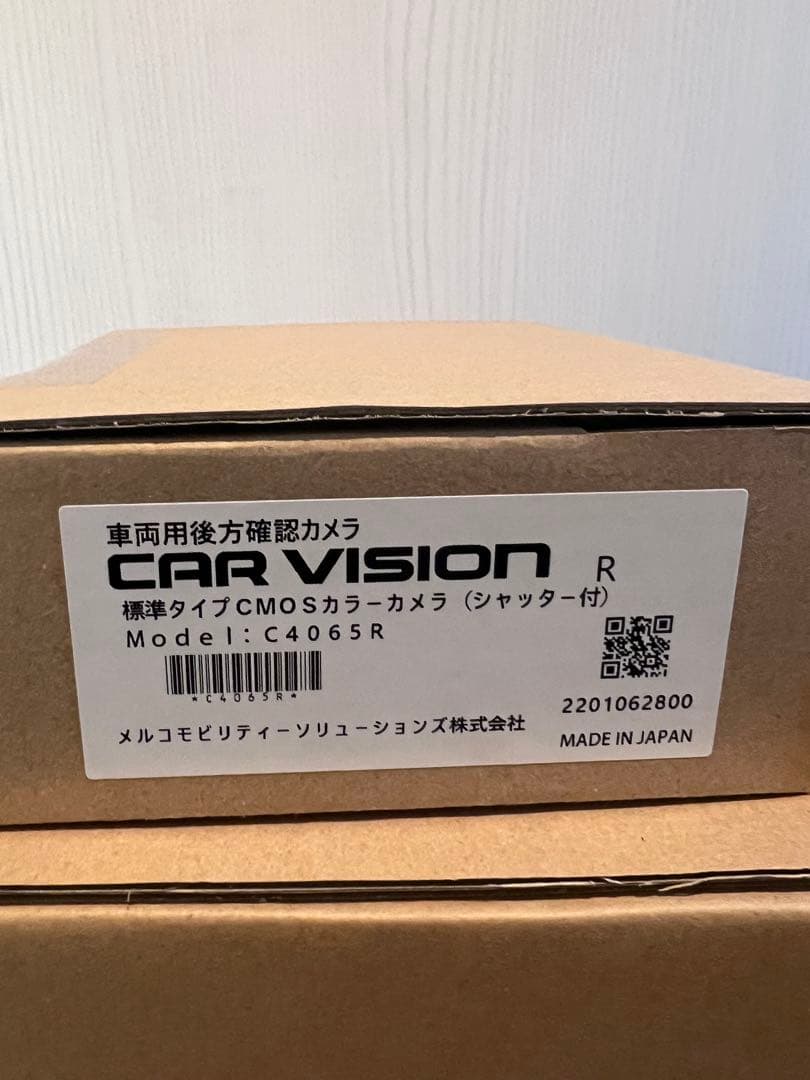 車両用後方確認カメラ
CAR VISION R
標準タイプCMOSカラーカメラ(シャッター付)
Model:C4065R
*C4065R*
2201062800
メルコモビリティーソリューションズ株式会社
MADE IN JAPAN